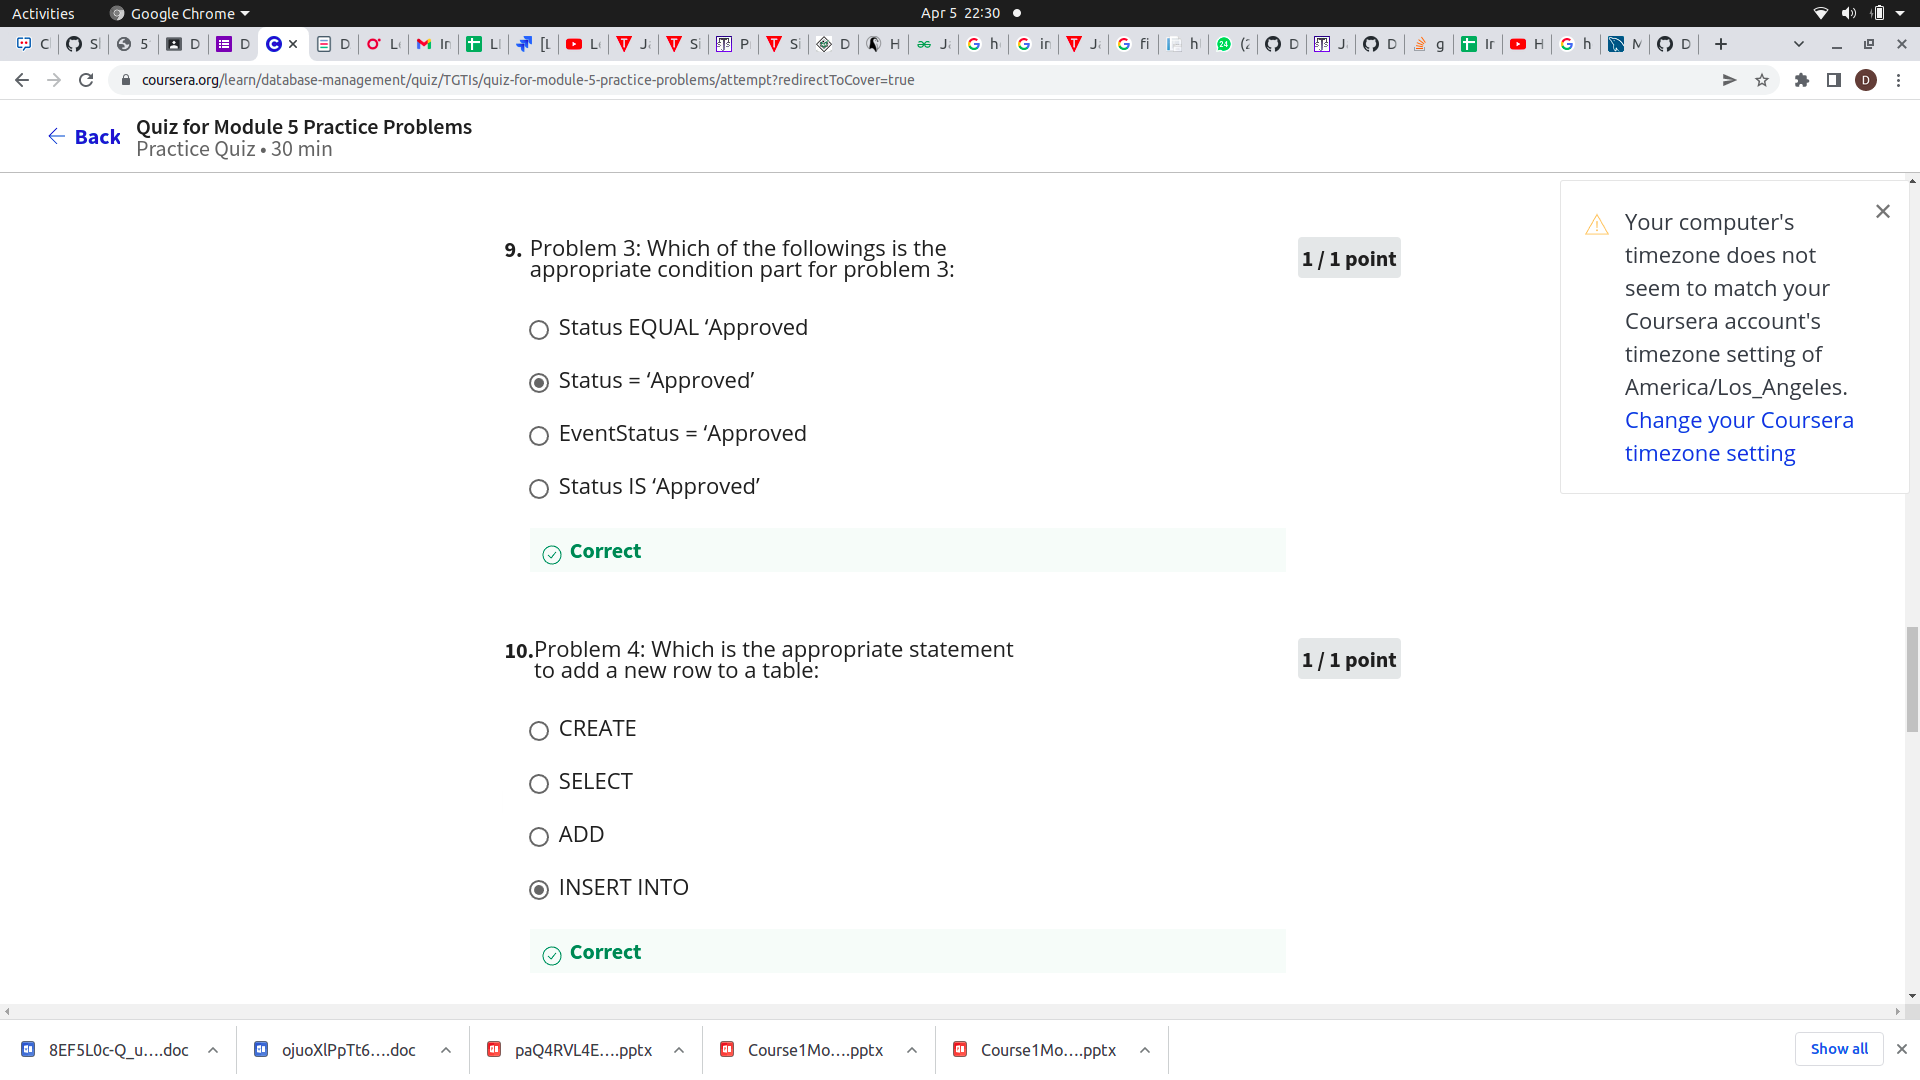 Activities
Google Chrome
Apr 5 22:30
coursera.org/learn/database-management/quiz/TGTIs/quiz-for-module-5-practice-problems/attempt?redirectToCover=true
D
Back
Quiz for Module 5 Practice Problems
Practice Quiz • 30 min
9. Problem 3: Which of the followings is the
appropriate condition part for problem 3:
1 / 1 point
Status EQUAL ‘Approved
Status = ‘Approved’
EventStatus = ‘Approved
Status IS ‘Approved’
Correct
10. Problem 4: Which is the appropriate statement
to add a new row to a table:
1 / 1 point
CREATE
SELECT
ADD
INSERT INTO
Correct
Your computer's
timezone does not
seem to match your
Coursera account's
timezone setting of
America/Los_Angeles.
Change your Coursera
timezone setting
8EF5L0c-Q_u....doc
ojuoXlPpTt6....doc
paQ4RVL4E....pptx
Course1Mo....pptx
Course1Mo....pptx
Show all